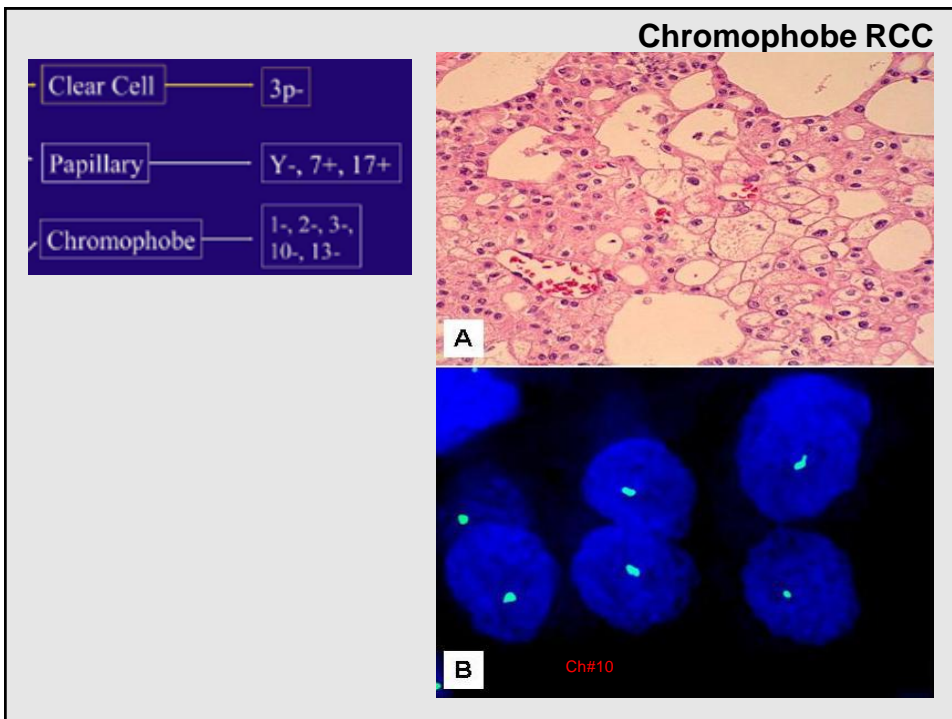 Chromophobe RCC
Clear Cell
3p-
Papillary
Y-, 7+, 17+
Chromophobe
1-, 2-, 3-,
10-, 13-
A
B
Ch#10